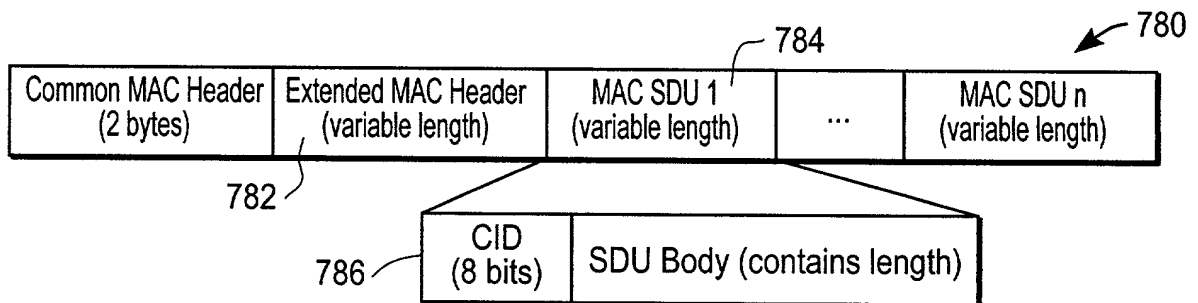 784
780
Common MAC Header
(2 bytes)
Extended MAC Header
(variable length)
MAC SDU 1
(variable length)
...
MAC SDU n
(variable length)
782
786
CID
(8 bits)
SDU Body (contains length)